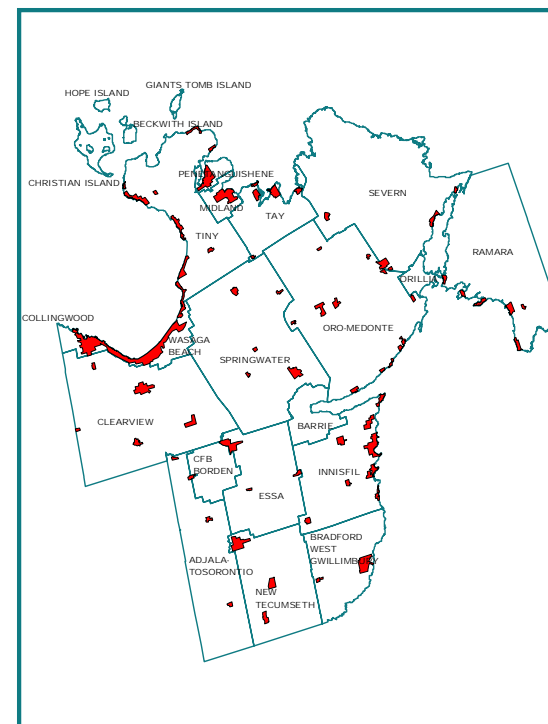 GIANTS TOMB ISLAND
HOPE ISLAND
BECKWITH ISLAND
PENETANGUISHENE
CHRISTIAN ISLAND
SEVERN
MIDLAND
TAY
TINY
RAMARA
ORILLIA
COLLINGWOOD
ORO-MEDONTE
WASAGA
BEACH
SPRINGWATER
CLEARVIEW
BARRIE
CFB
BORDEN
INNISFIL
ESSA
BRADFORD
WEST
GWILLIMBURY
ADJALA-
TOSORONTIO
NEW
TECUMSETH